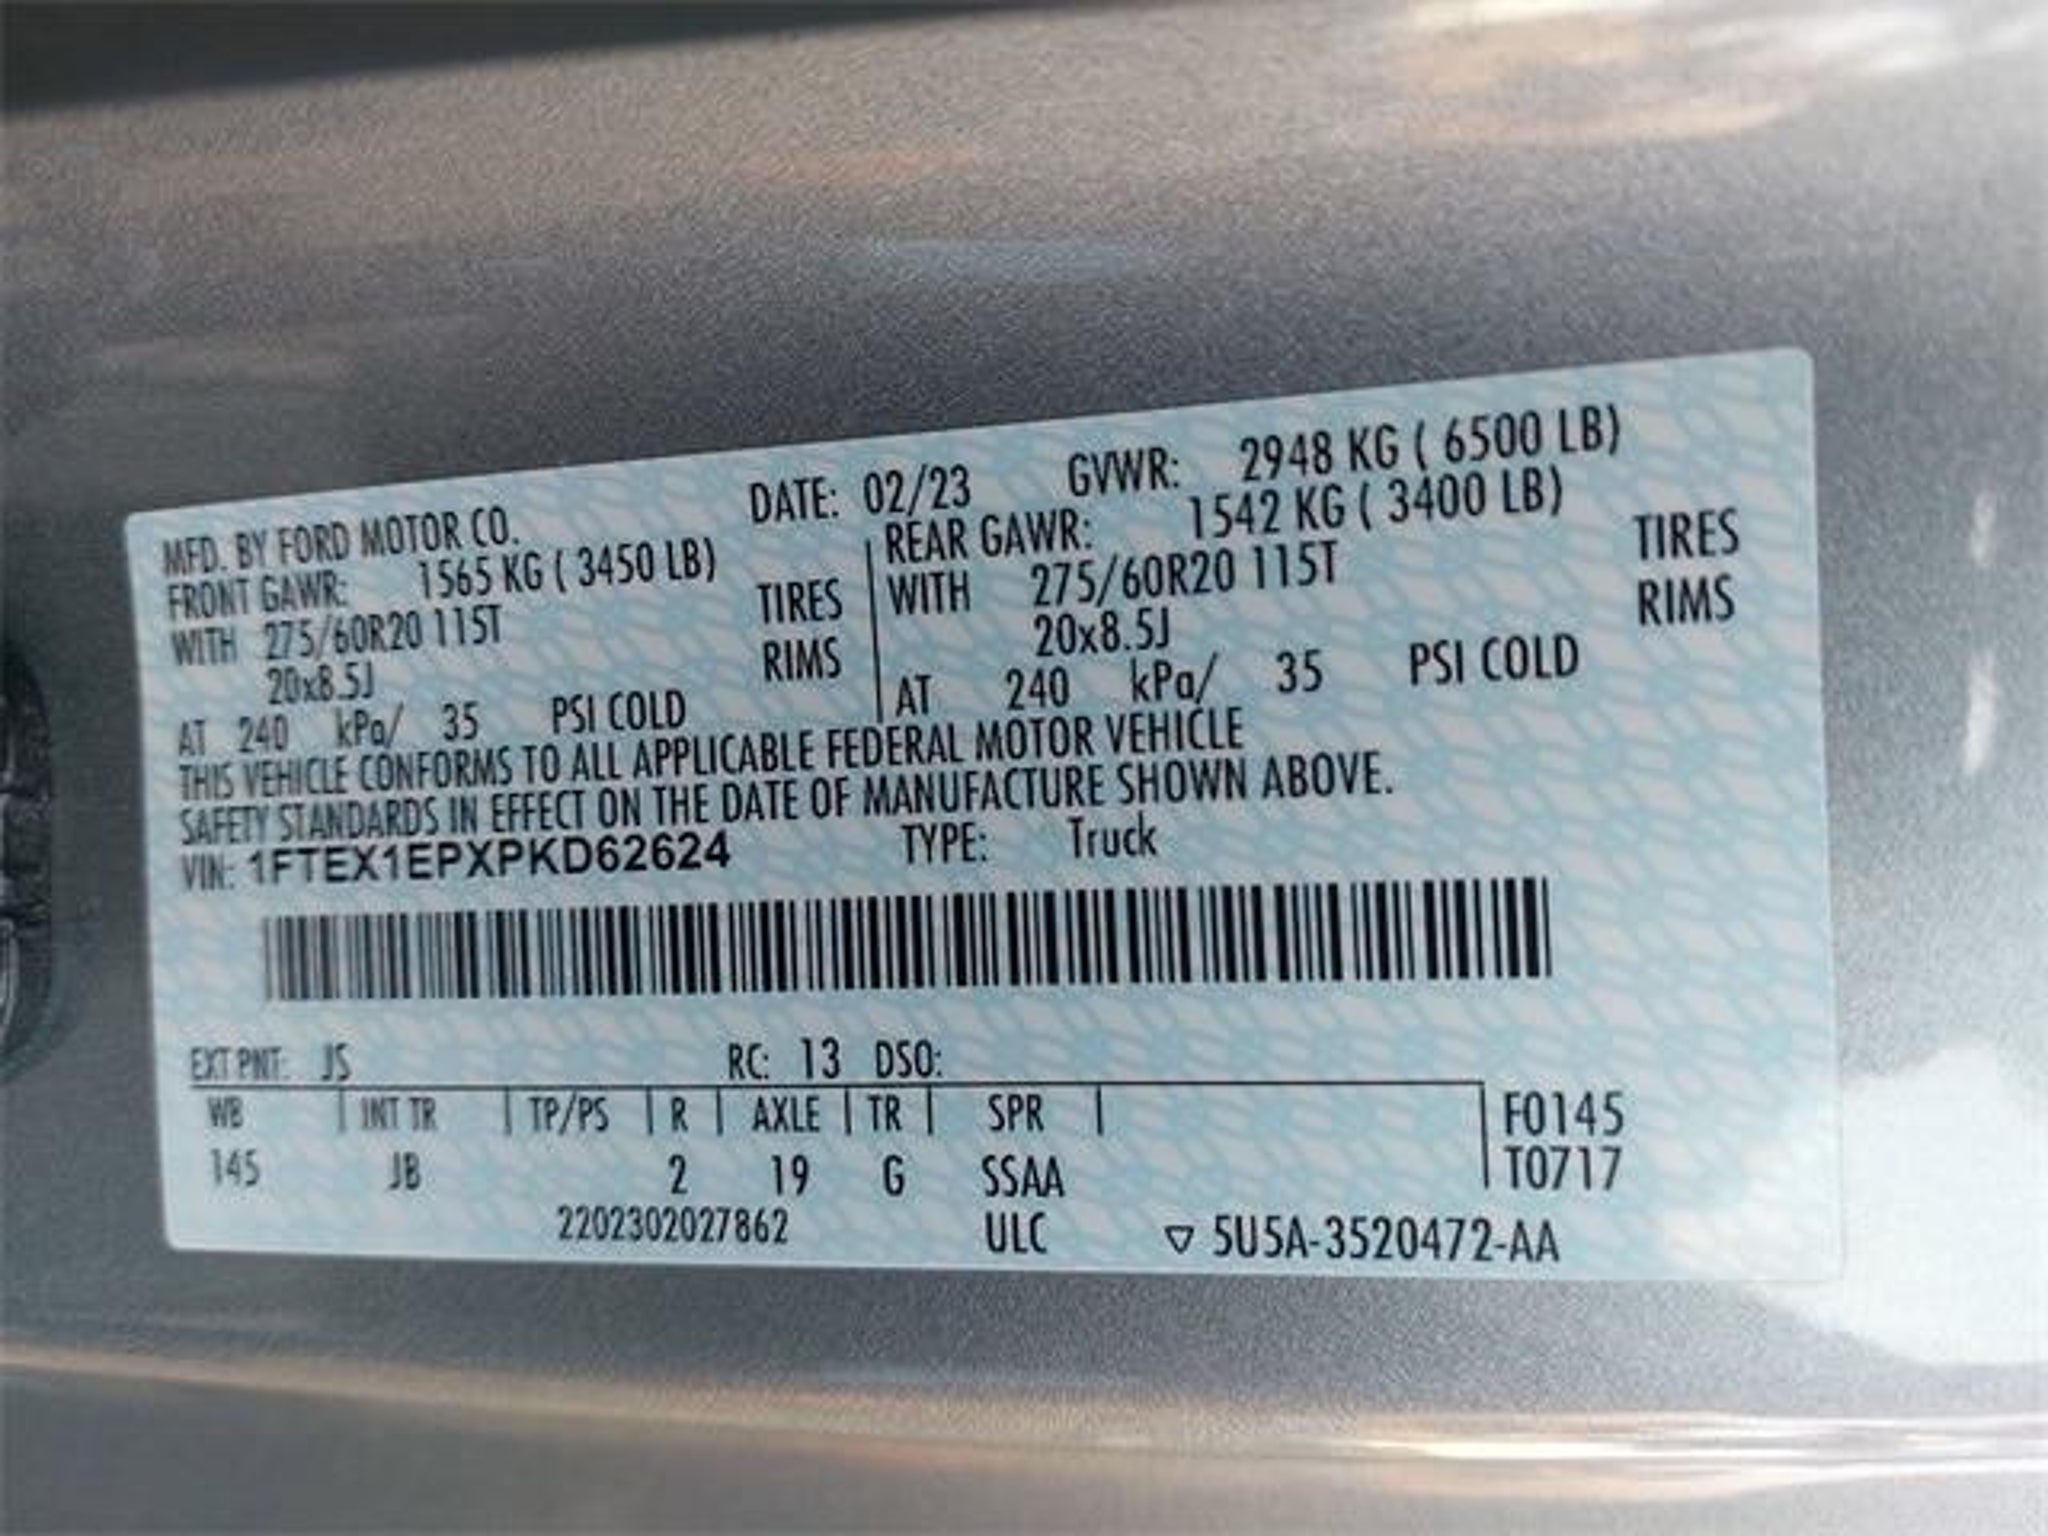 MFD. BY FORD MOTOR CO. DATE: 02/23 GVWR: 2948 KG ( 6500 LB)
FRONT GAWR: 1565 KG ( 3450 LB) REAR GAWR: 1542 KG ( 3400 LB)
WITH 275/60R20 115T TIRES WITH 275/60R20 115T TIRES
20x8.5J RIMS 20x8.5J RIMS
AT 240 kPa/ 35 PSI COLD AT 240 kPa/ 35 PSI COLD
THIS VEHICLE CONFORMS TO ALL APPLICABLE FEDERAL MOTOR VEHICLE
SAFETY STANDARDS IN EFFECT ON THE DATE OF MANUFACTURE SHOWN ABOVE.
VIN: 1FTEX1EPXPKD62624 TYPE: Truck
EXT PNT: JS RC: 13 DSO:
WB INT TR TP/PS R AXLE TR SPR F0145
145 JB 2 19 G SSAA T0717
2202302027862 ULC ▽ 5U5A-3520472-AA